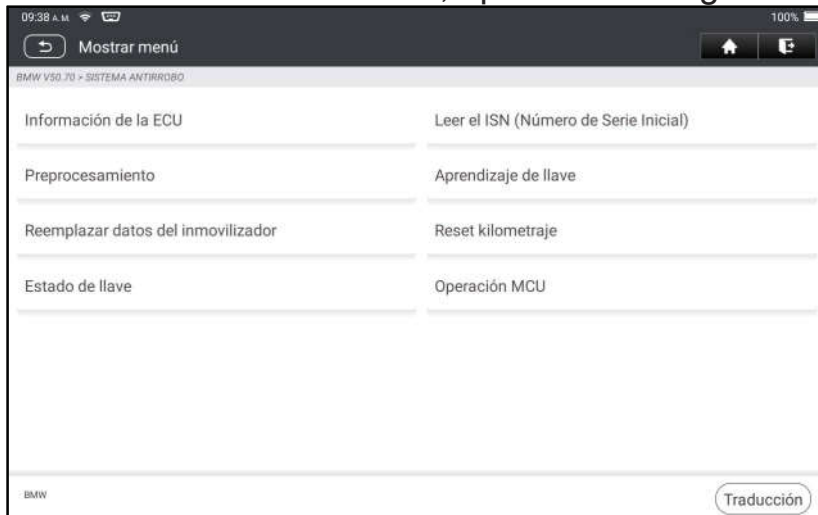 09:38 A.M. 100%
Mostrar menú
BMW V50.70 > SISTEMA ANTIRROBO
Información de la ECU
Leer el ISN (Número de Serie Inicial)
Preprocesamiento
Aprendizaje de llave
Reemplazar datos del inmovilizador
Reset kilometraje
Estado de llave
Operación MCU
BMW
Traducción